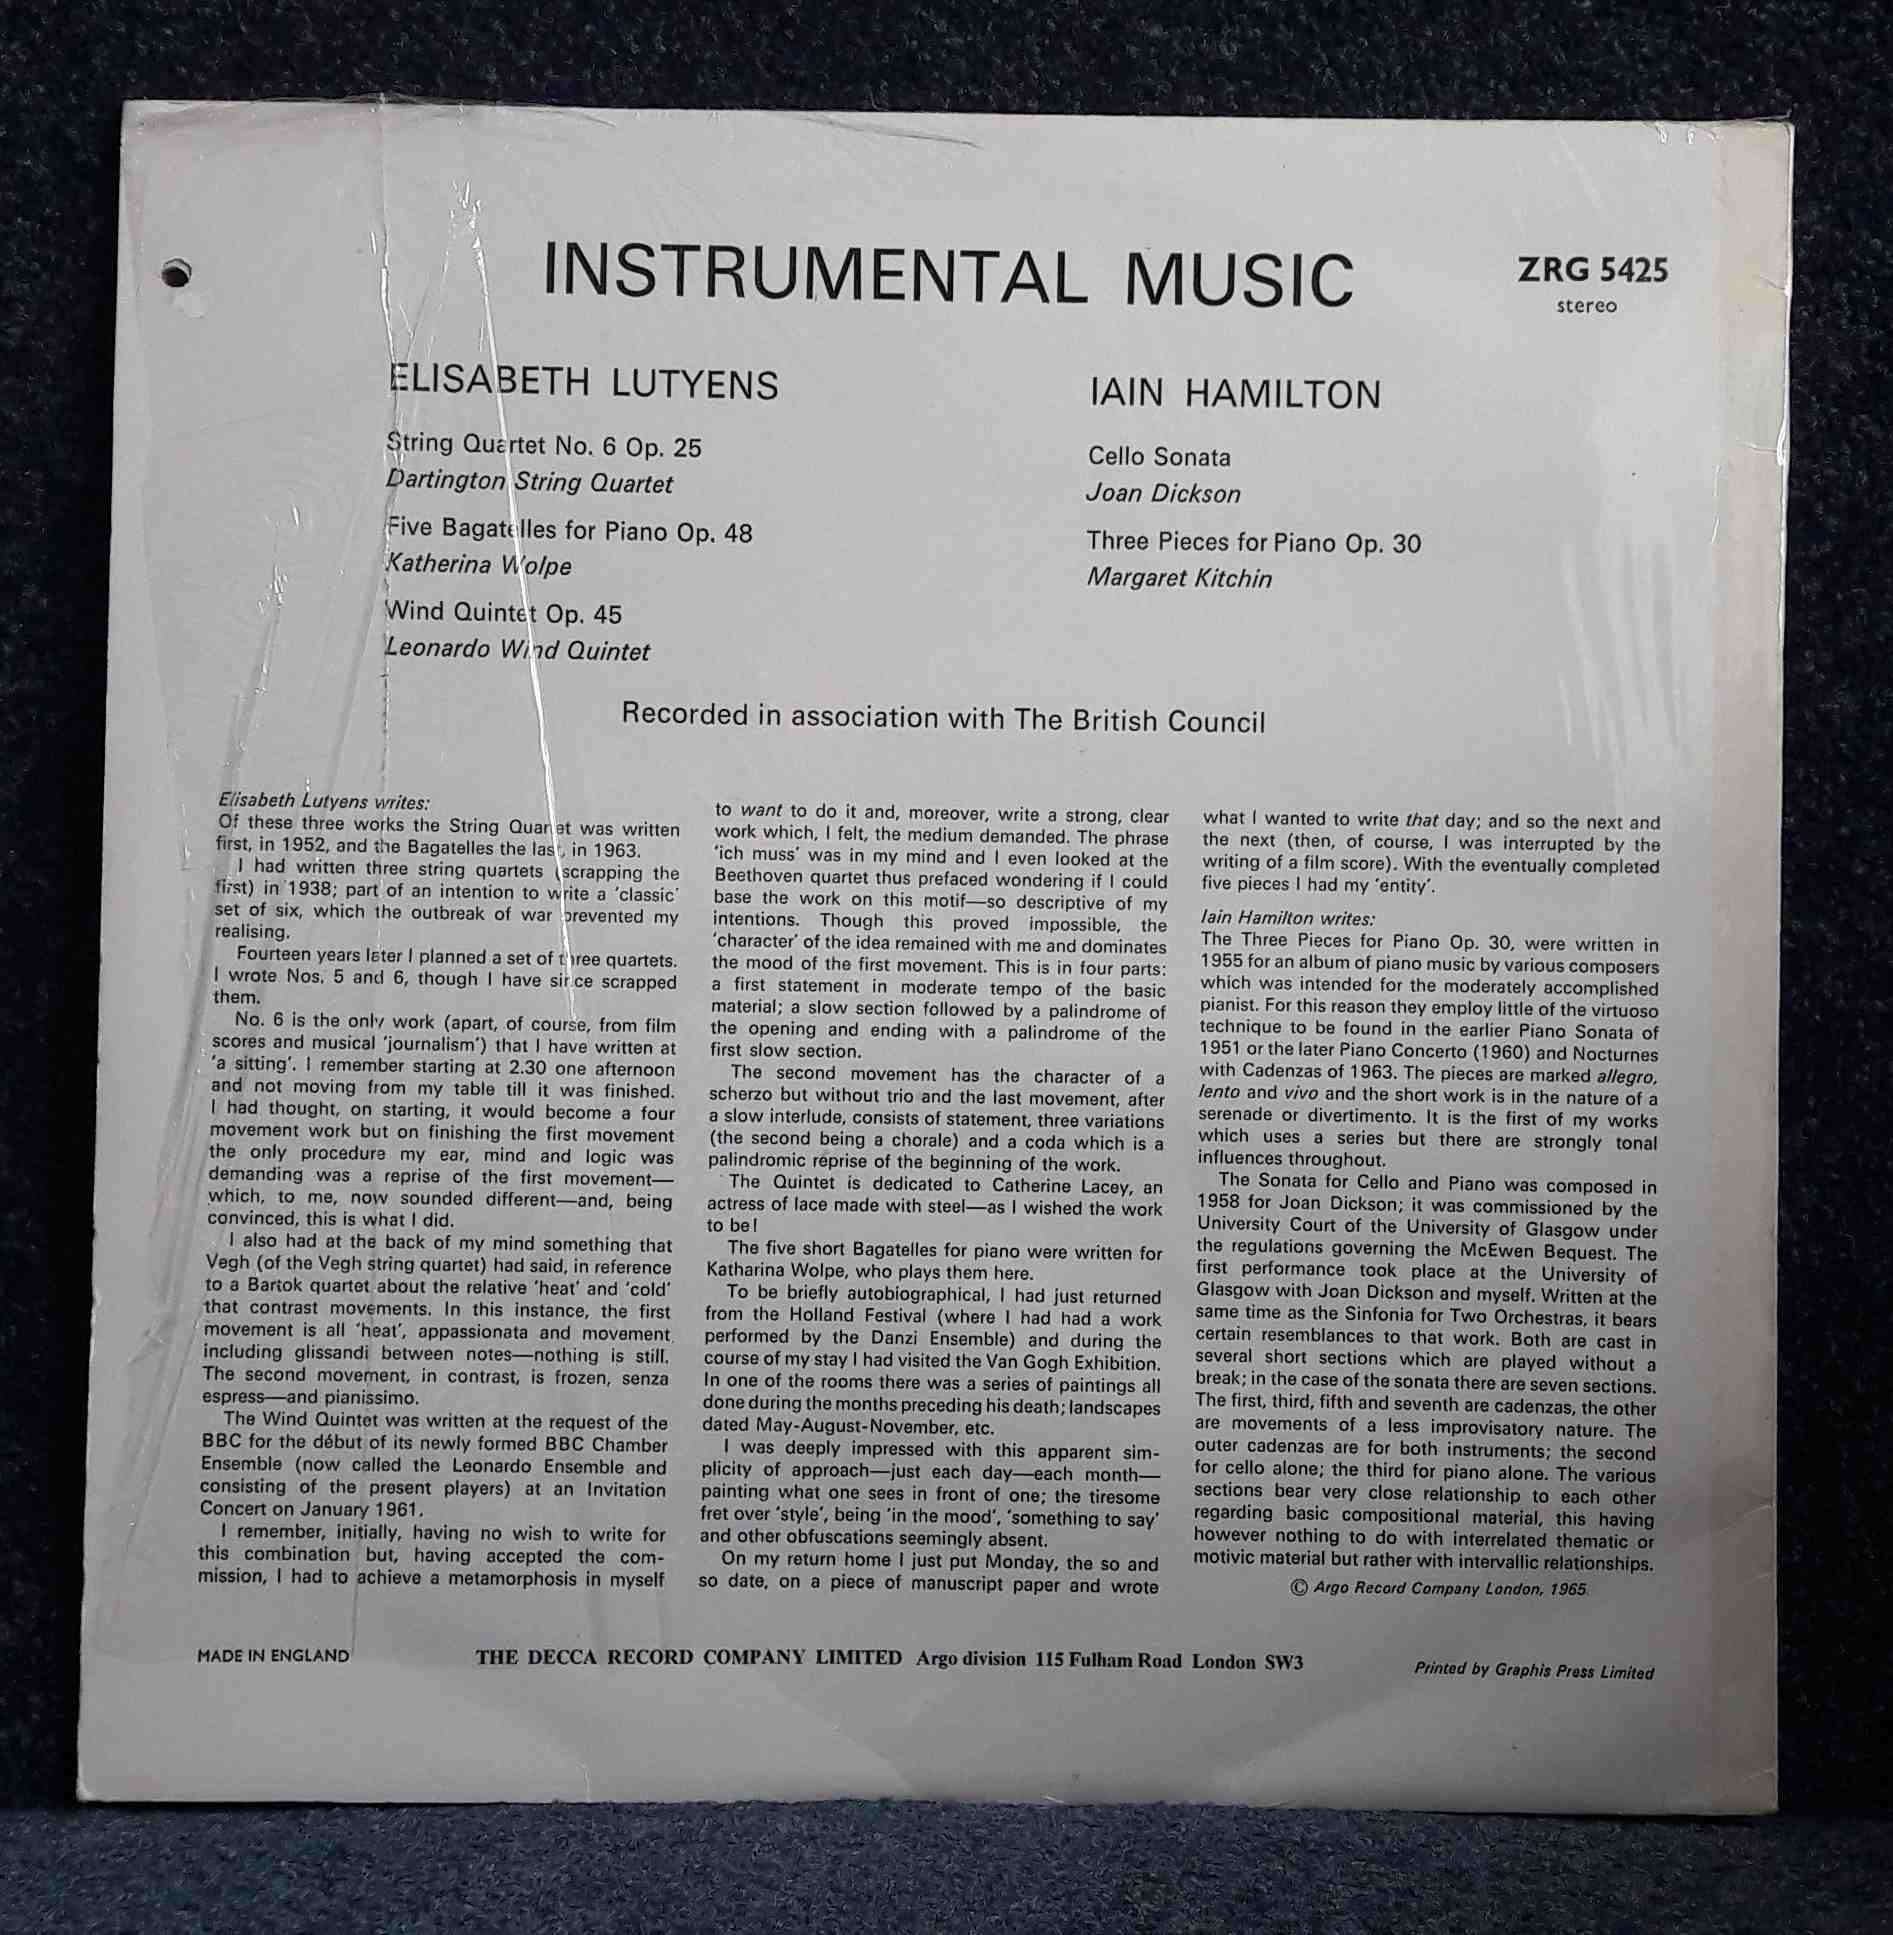 INSTRUMENTAL MUSIC
ZRG 5425
stereo
ELISABETH LUTYENS
String Quartet No. 6 Op. 25
Dartington String Quartet
Five Bagatelles for Piano Op. 48
Katherina Wolpe
Wind Quintet Op. 45
Leonardo Wind Quintet
IAIN HAMILTON
Cello Sonata
Joan Dickson
Three Pieces for Piano Op. 30
Margaret Kitchin
Recorded in association with The British Council
Elisabeth Lutyens writes:
Of these three works the String Quartet was written
first, in 1952, and the Bagatelles the last, in 1963.
I had written three string quartets (scrapping the
first) in 1938; part of an intention to write a 'classic'
set of six, which the outbreak of war prevented my
realising.
Fourteen years later I planned a set of three quartets.
I wrote Nos. 5 and 6, though I have since scrapped
them.
No. 6 is the only work (apart, of course, from film
scores and musical 'journalism') that I have written at
'a sitting'. I remember starting at 2.30 one afternoon
and not moving from my table till it was finished.
I had thought, on starting, it would become a four
movement work but on finishing the first movement
the only procedure my ear, mind and logic was
demanding was a reprise of the first movement—
which, to me, now sounded different—and, being
convinced, this is what I did.
I also had at the back of my mind something that
Vegh (of the Vegh string quartet) had said, in reference
to a Bartok quartet about the relative 'heat' and 'cold'
that contrast movements. In this instance, the first
movement is all 'heat', appassionata and movement
including glissandi between notes—nothing is still.
The second movement, in contrast, is frozen, senza
espress—and pianissimo.
The Wind Quintet was written at the request of the
BBC for the début of its newly formed BBC Chamber
Ensemble (now called the Leonardo Ensemble and
consisting of the present players) at an Invitation
Concert on January 1961.
I remember, initially, having no wish to write for
this combination but, having accepted the com-
mission, I had to achieve a metamorphosis in myself
to want to do it and, moreover, write a strong, clear
work which, I felt, the medium demanded. The phrase
'ich muss' was in my mind and I even looked at the
Beethoven quartet thus prefaced wondering if I could
base the work on this motif—so descriptive of my
intentions. Though this proved impossible, the
'character' of the idea remained with me and dominates
the mood of the first movement. This is in four parts:
a first statement in moderate tempo of the basic
material; a slow section followed by a palindrome of
the opening and ending with a palindrome of the
first slow section.
The second movement has the character of a
scherzo but without trio and the last movement, after
a slow interlude, consists of statement, three variations
(the second being a chorale) and a coda which is a
palindromic reprise of the beginning of the work.
The Quintet is dedicated to Catherine Lacey, an
actress of lace made with steel—as I wished the work
to be!
The five short Bagatelles for piano were written for
Katharina Wolpe, who plays them here.
To be briefly autobiographical, I had just returned
from the Holland Festival (where I had had a work
performed by the Danzi Ensemble) and during the
course of my stay I had visited the Van Gogh Exhibition.
In one of the rooms there was a series of paintings all
done during the months preceding his death; landscapes
dated May-August-November, etc.
I was deeply impressed with this apparent sim-
plicity of approach—just each day—each month—
painting what one sees in front of one; the tiresome
fret over 'style', being 'in the mood', 'something to say'
and other obfuscations seemingly absent.
On my return home I just put Monday, the so and
so date, on a piece of manuscript paper and wrote
what I wanted to write that day; and so the next and
the next (then, of course, I was interrupted by the
writing of a film score). With the eventually completed
five pieces I had my 'entity'.
Iain Hamilton writes:
The Three Pieces for Piano Op. 30, were written in
1955 for an album of piano music by various composers
which was intended for the moderately accomplished
pianist. For this reason they employ little of the virtuoso
technique to be found in the earlier Piano Sonata of
1951 or the later Piano Concerto (1960) and Nocturnes
with Cadenzas of 1963. The pieces are marked allegro,
lento and vivo and the short work is in the nature of a
serenade or divertimento. It is the first of my works
which uses a series but there are strongly tonal
influences throughout.
The Sonata for Cello and Piano was composed in
1958 for Joan Dickson; it was commissioned by the
University Court of the University of Glasgow under
the regulations governing the McEwen Bequest. The
first performance took place at the University of
Glasgow with Joan Dickson and myself. Written at the
same time as the Sinfonia for Two Orchestras, it bears
certain resemblances to that work. Both are cast in
several short sections which are played without a
break; in the case of the sonata there are seven sections.
The first, third, fifth and seventh are cadenzas, the other
are movements of a less improvisatory nature. The
outer cadenzas are for both instruments; the second
for cello alone; the third for piano alone. The various
sections bear very close relationship to each other
regarding basic compositional material, this having
however nothing to do with interrelated thematic or
motivic material but rather with intervallic relationships.
© Argo Record Company London, 1965.
MADE IN ENGLAND
THE DECCA RECORD COMPANY LIMITED Argo division 115 Fulham Road London SW3
Printed by Graphis Press Limited